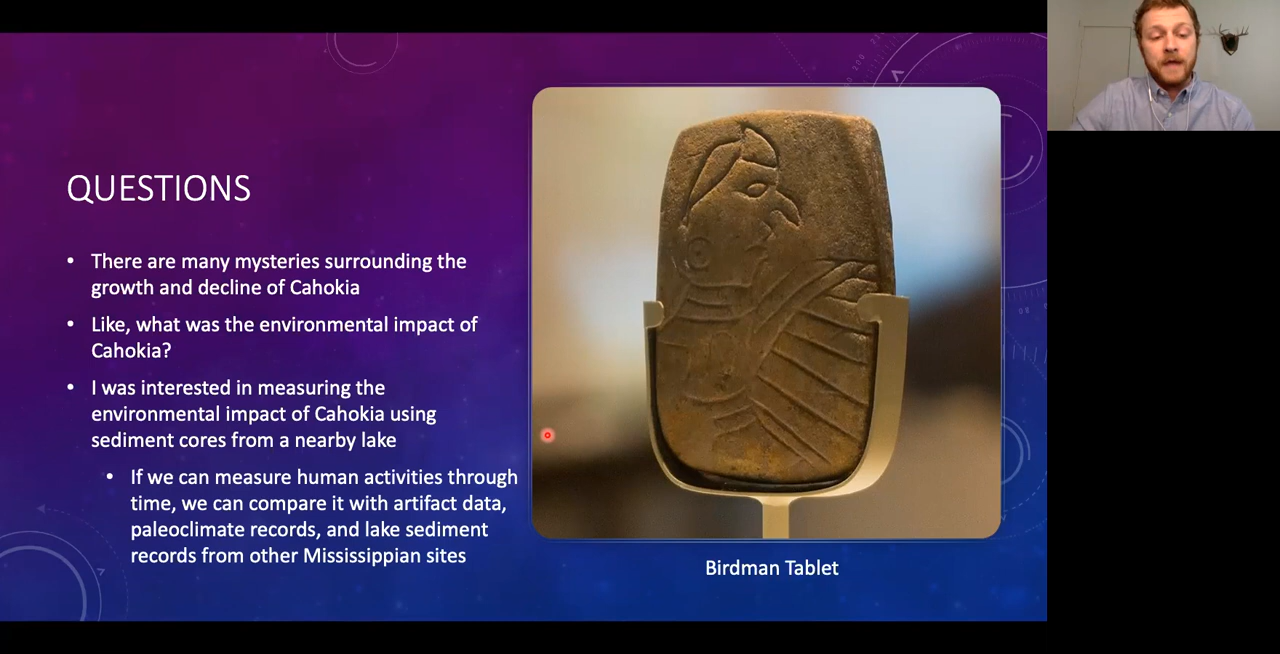 QUESTIONS
• There are many mysteries surrounding the
growth and decline of Cahokia
• Like, what was the environmental impact of
Cahokia?
• I was interested in measuring the
environmental impact of Cahokia using
sediment cores from a nearby lake
• If we can measure human activities through
time, we can compare it with artifact data,
paleoclimate records, and lake sediment
records from other Mississippian sites
Birdman Tablet